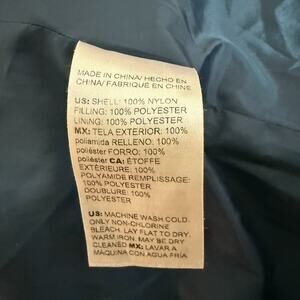 MADE IN CHINA/ HECHO EN
CHINA/ FABRIQUÉ EN CHINE
US: SHELL: 100% NYLON
FILLING: 100% POLYESTER
LINING: 100% POLYESTER
MX: TELA EXTERIOR: 100%
poliamida RELLENO: 100%
poliéster FORRO: 100%
poliéster CA: ÉTOFFE
EXTÉRIEURE: 100%
POLYAMIDE REMPLISSAGE:
100% POLYESTER
DOUBLURE: 100%
POLYESTER
US: MACHINE WASH COLD.
ONLY NON-CHLORINE
BLEACH. LAY FLAT TO DRY.
WARM IRON. MAY BE DRY
CLEANED MX: LAVAR A
MÁQUINA CON AGUA FRÍA